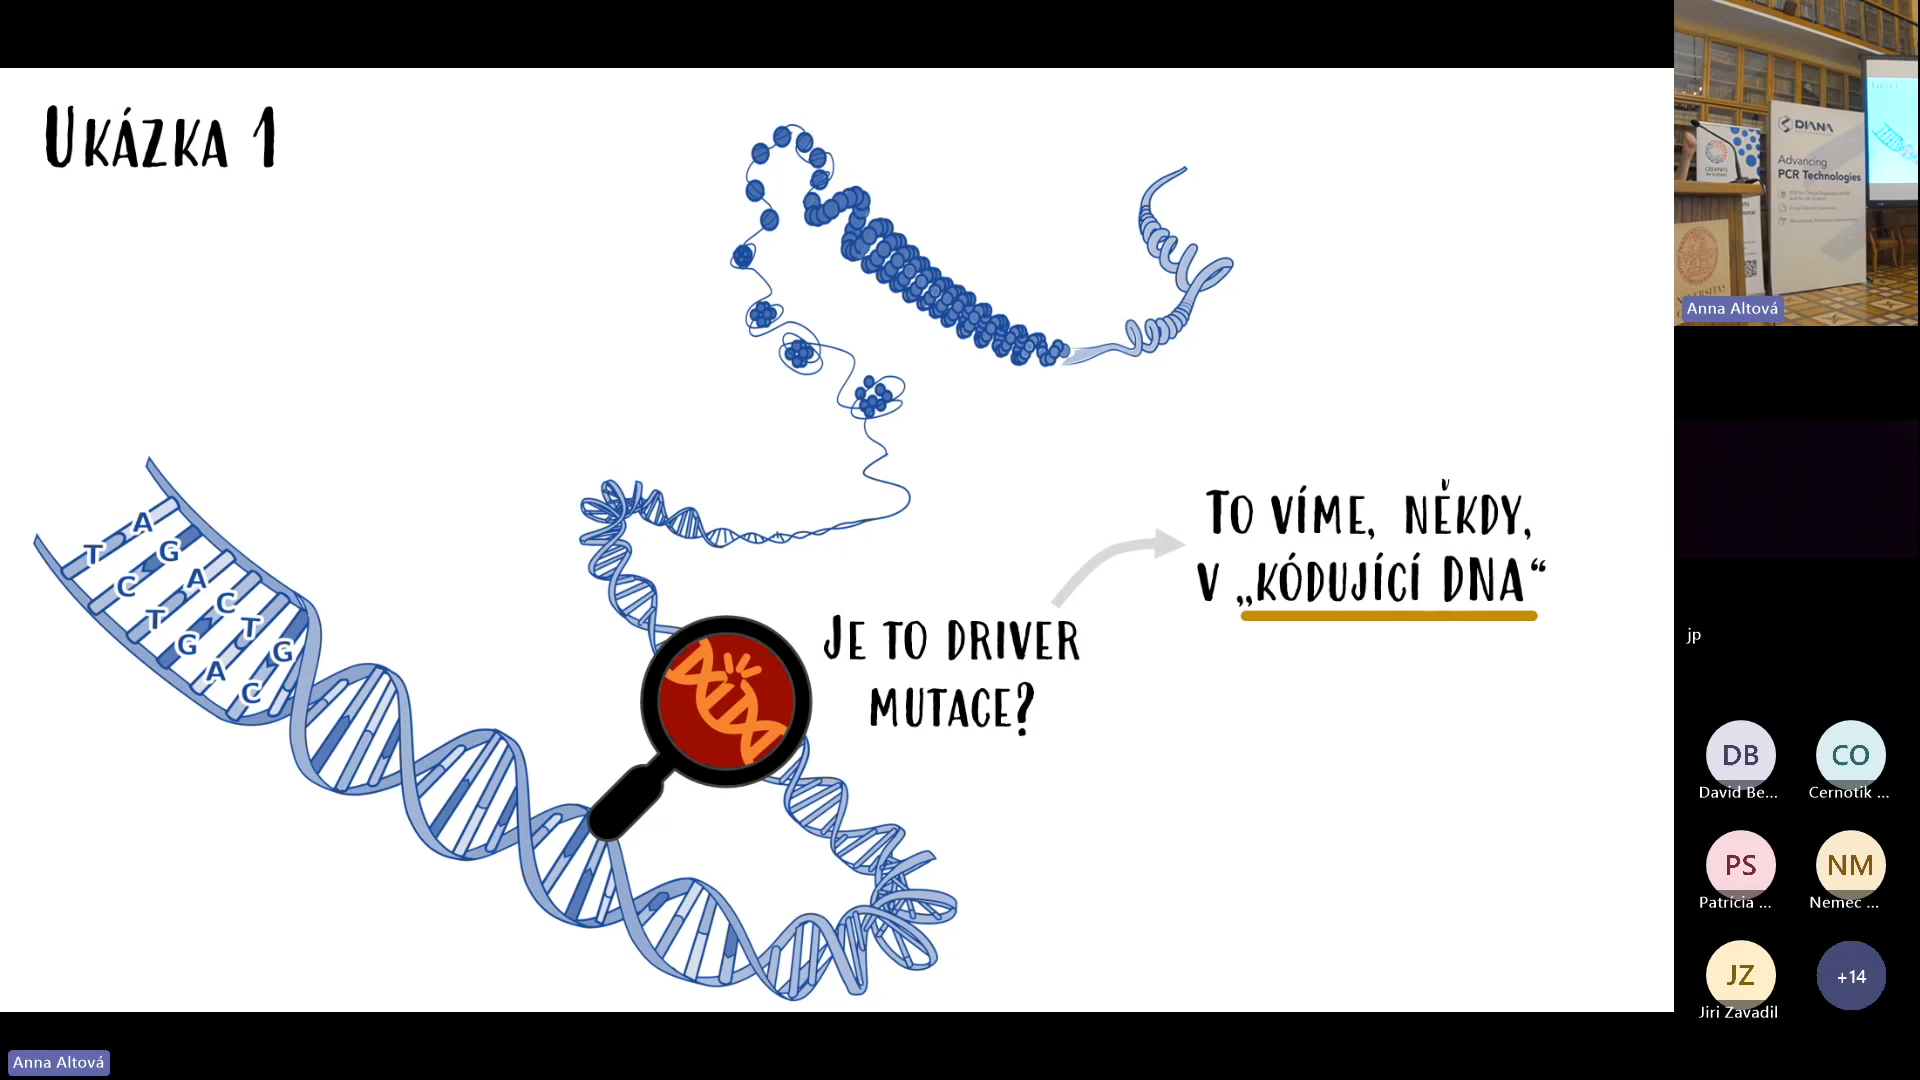 Ukázka 1
A
T
G
C
A
T
C
G
T
A
G
C
Je to driver
mutace?
To víme, někdy,
v „kódující DNA“
DIANA
Advancing
PCR Technologies
Anna Altová
jp
DB
David Be...
CO
Cernotik ...
PS
Patrícia ...
NM
Nemec ...
JZ
Jiri Zavadil
+14
Anna Altová